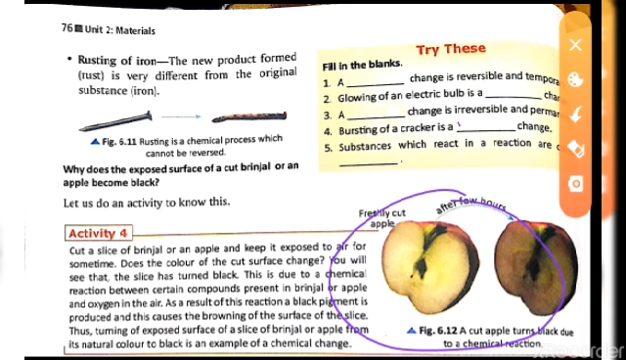 76 Unit 2: Materials
• Rusting of iron—The new product formed
(rust) is very different from the original
substance (iron).
▲ Fig. 6.11 Rusting is a chemical process which
cannot be reversed.
Why does the exposed surface of a cut brinjal or an
apple become black?
Let us do an activity to know this.
Activity 4
Cut a slice of brinjal or an apple and keep it exposed to air for
sometime. Does the colour of the cut surface change? You will
see that, the slice has turned black. This is due to a chemical
reaction between certain compounds present in brinjal or apple
and oxygen in the air. As a result of this reaction a black pigment is
produced and this causes the browning of the surface of the slice.
Thus, turning of exposed surface of a slice of brinjal or apple from
its natural colour to black is an example of a chemical change.
Try These
Fill in the blanks.
1. A ________ change is reversible and tempora
2. Glowing of an electric bulb is a ________ cha
3. A ________ change is irreversible and perma
4. Bursting of a cracker is a ________ change.
5. Substances which react in a reaction are c
________ .
Freshly cut
apple
after few hours
▲ Fig. 6.12 A cut apple turns black due
to a chemical reaction.